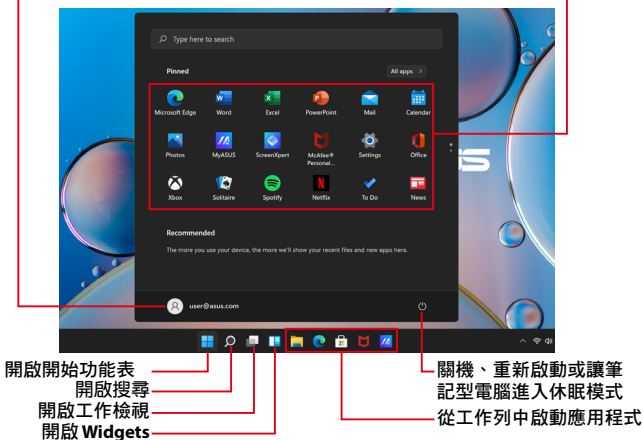 Type here to search
Pinned
All apps >
Microsoft Edge
Word
Excel
PowerPoint
Mail
Calendar
Photos
MyASUS
ScreenXpert
McAfee®
Personal...
Settings
Office
Xbox
Solitaire
Spotify
Netflix
To Do
News
Recommended
The more you use your device, the more we'll show your recent files and new apps here.
user@asus.com
開啟開始功能表
開啟搜尋
開啟工作檢視
開啟 Widgets
關機、重新啟動或讓筆
記型電腦進入休眠模式
從工作列中啟動應用程式